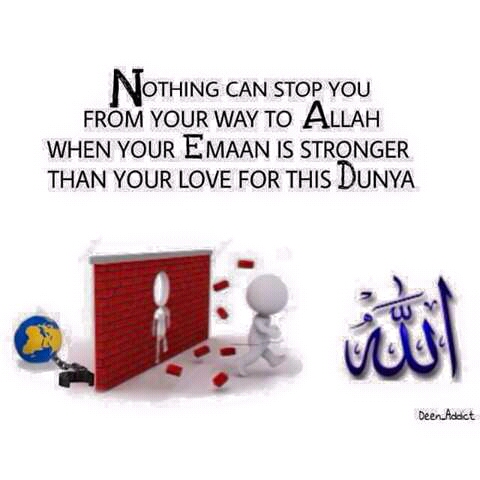 NOTHING CAN STOP YOU
FROM YOUR WAY TO ALLAH
WHEN YOUR EMAAN IS STRONGER
THAN YOUR LOVE FOR THIS DUNYA
الله
Deen_Addict